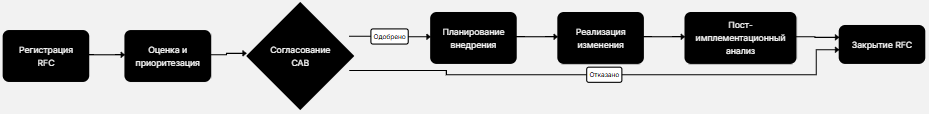 Регистрация
RFC
Оценка и
приоритезация
Согласование
CAB
Одобрено
Планирование
внедрения
Реализация
изменения
Пост-
имплементационный
анализ
Отказано
Закрытие RFC